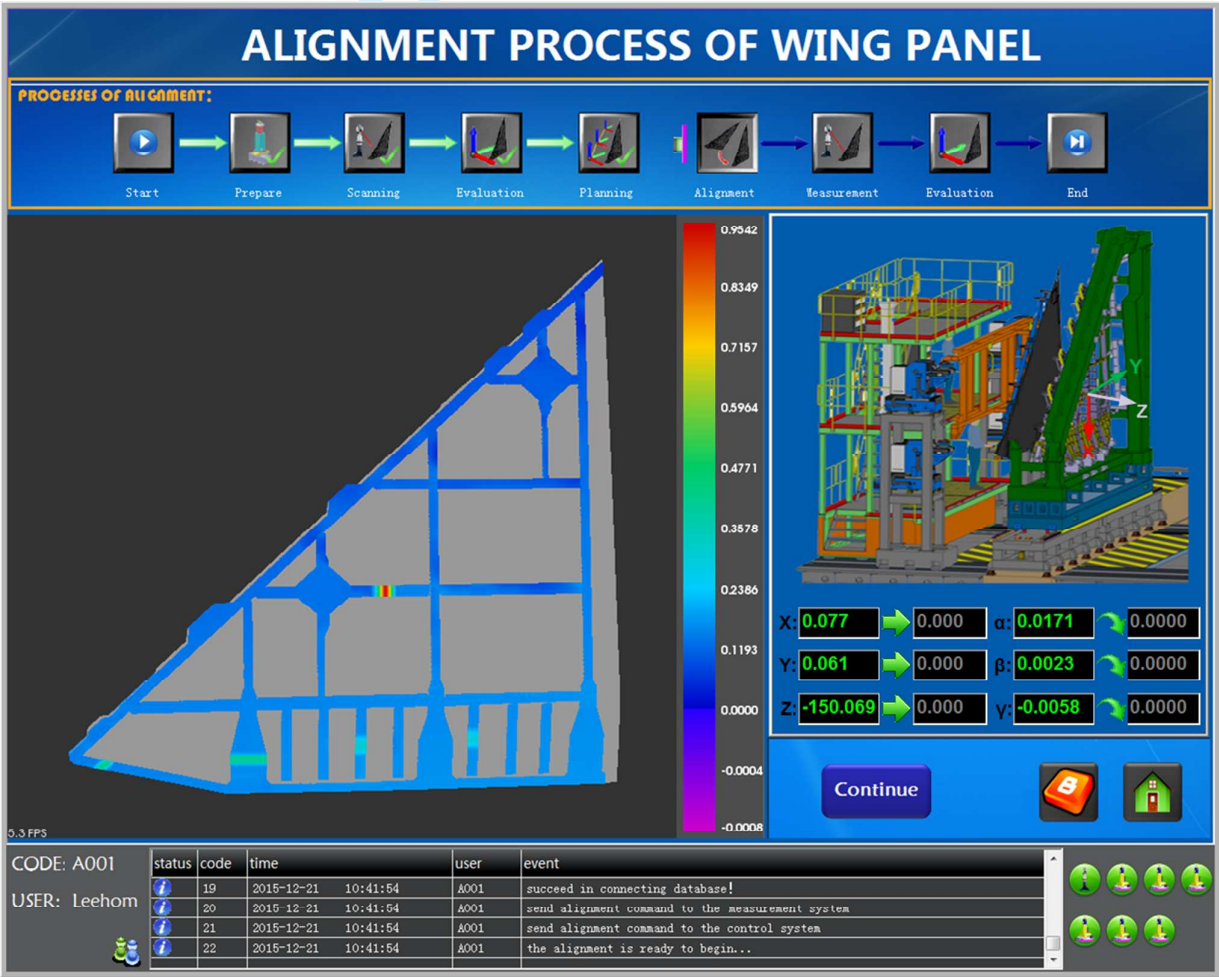 ALIGNMENT PROCESS OF WING PANEL
PROCESSES OF ALIGNMENT:
Start Prepare Scanning Evaluation Planning Alignment Measurement Evaluation End
0.9542
0.8349
0.7157
0.5964
0.4771
0.3578
0.2386
0.1193
0.0000
-0.0004
-0.0008
5.3 FPS
Y
Z
X
X: 0.077 0.000 α: 0.0171 0.0000
Y: 0.061 0.000 β: 0.0023 0.0000
Z: -150.069 0.000 γ: -0.0058 0.0000
Continue
B
CODE: A001
USER: Leehom
status code time user event
19 2015-12-21 10:41:54 A001 succeed in connecting database!
20 2015-12-21 10:41:54 A001 send alignment command to the measurement system
21 2015-12-21 10:41:54 A001 send alignment command to the control system
22 2015-12-21 10:41:54 A001 the alignment is ready to begin...